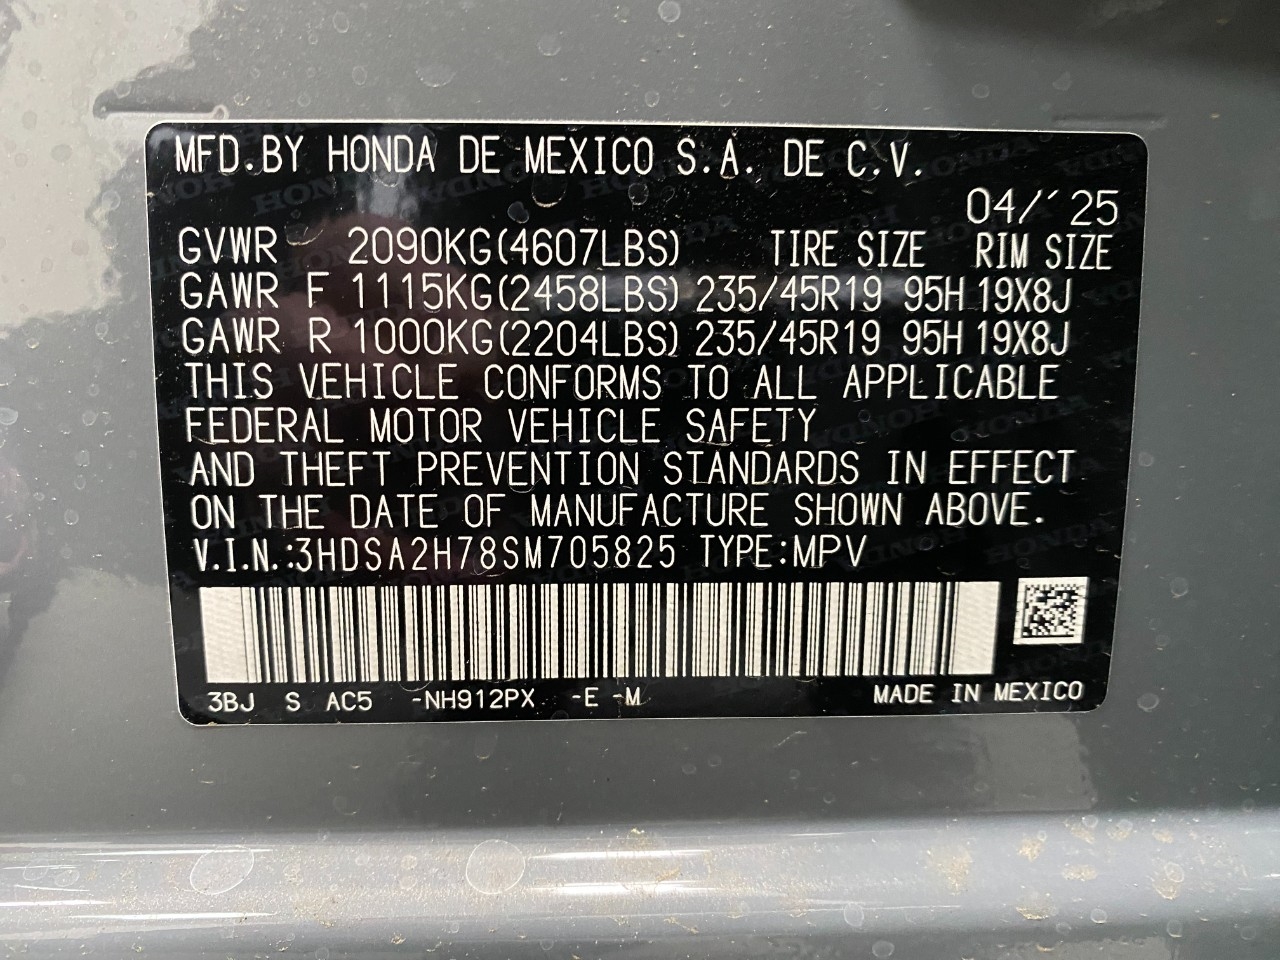 MFD.BY HONDA DE MEXICO S.A. DE C.V.
04/´25
GVWR 2090KG(4607LBS) TIRE SIZE RIM SIZE
GAWR F 1115KG(2458LBS) 235/45R19 95H 19X8J
GAWR R 1000KG(2204LBS) 235/45R19 95H 19X8J
THIS VEHICLE CONFORMS TO ALL APPLICABLE
FEDERAL MOTOR VEHICLE SAFETY
AND THEFT PREVENTION STANDARDS IN EFFECT
ON THE DATE OF MANUFACTURE SHOWN ABOVE.
V.I.N.:3HDSA2H78SM705825 TYPE:MPV
3BJ S AC5 -NH912PX -E -M MADE IN MEXICO